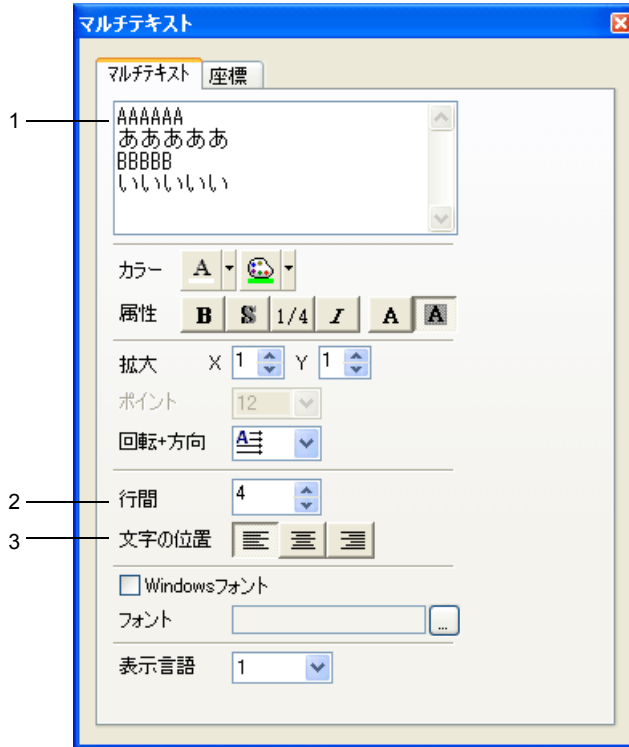 マルチテキスト
マルチテキスト 座標
1
AAAAAA
あああああ
BBBBB
いいいいい
カラー A
属性 B S 1/4 I A A
拡大 X 1 Y 1
ポイント 12
回転+方向 A
2 行間 4
3 文字の位置
Windowsフォント
フォント ...
表示言語 1